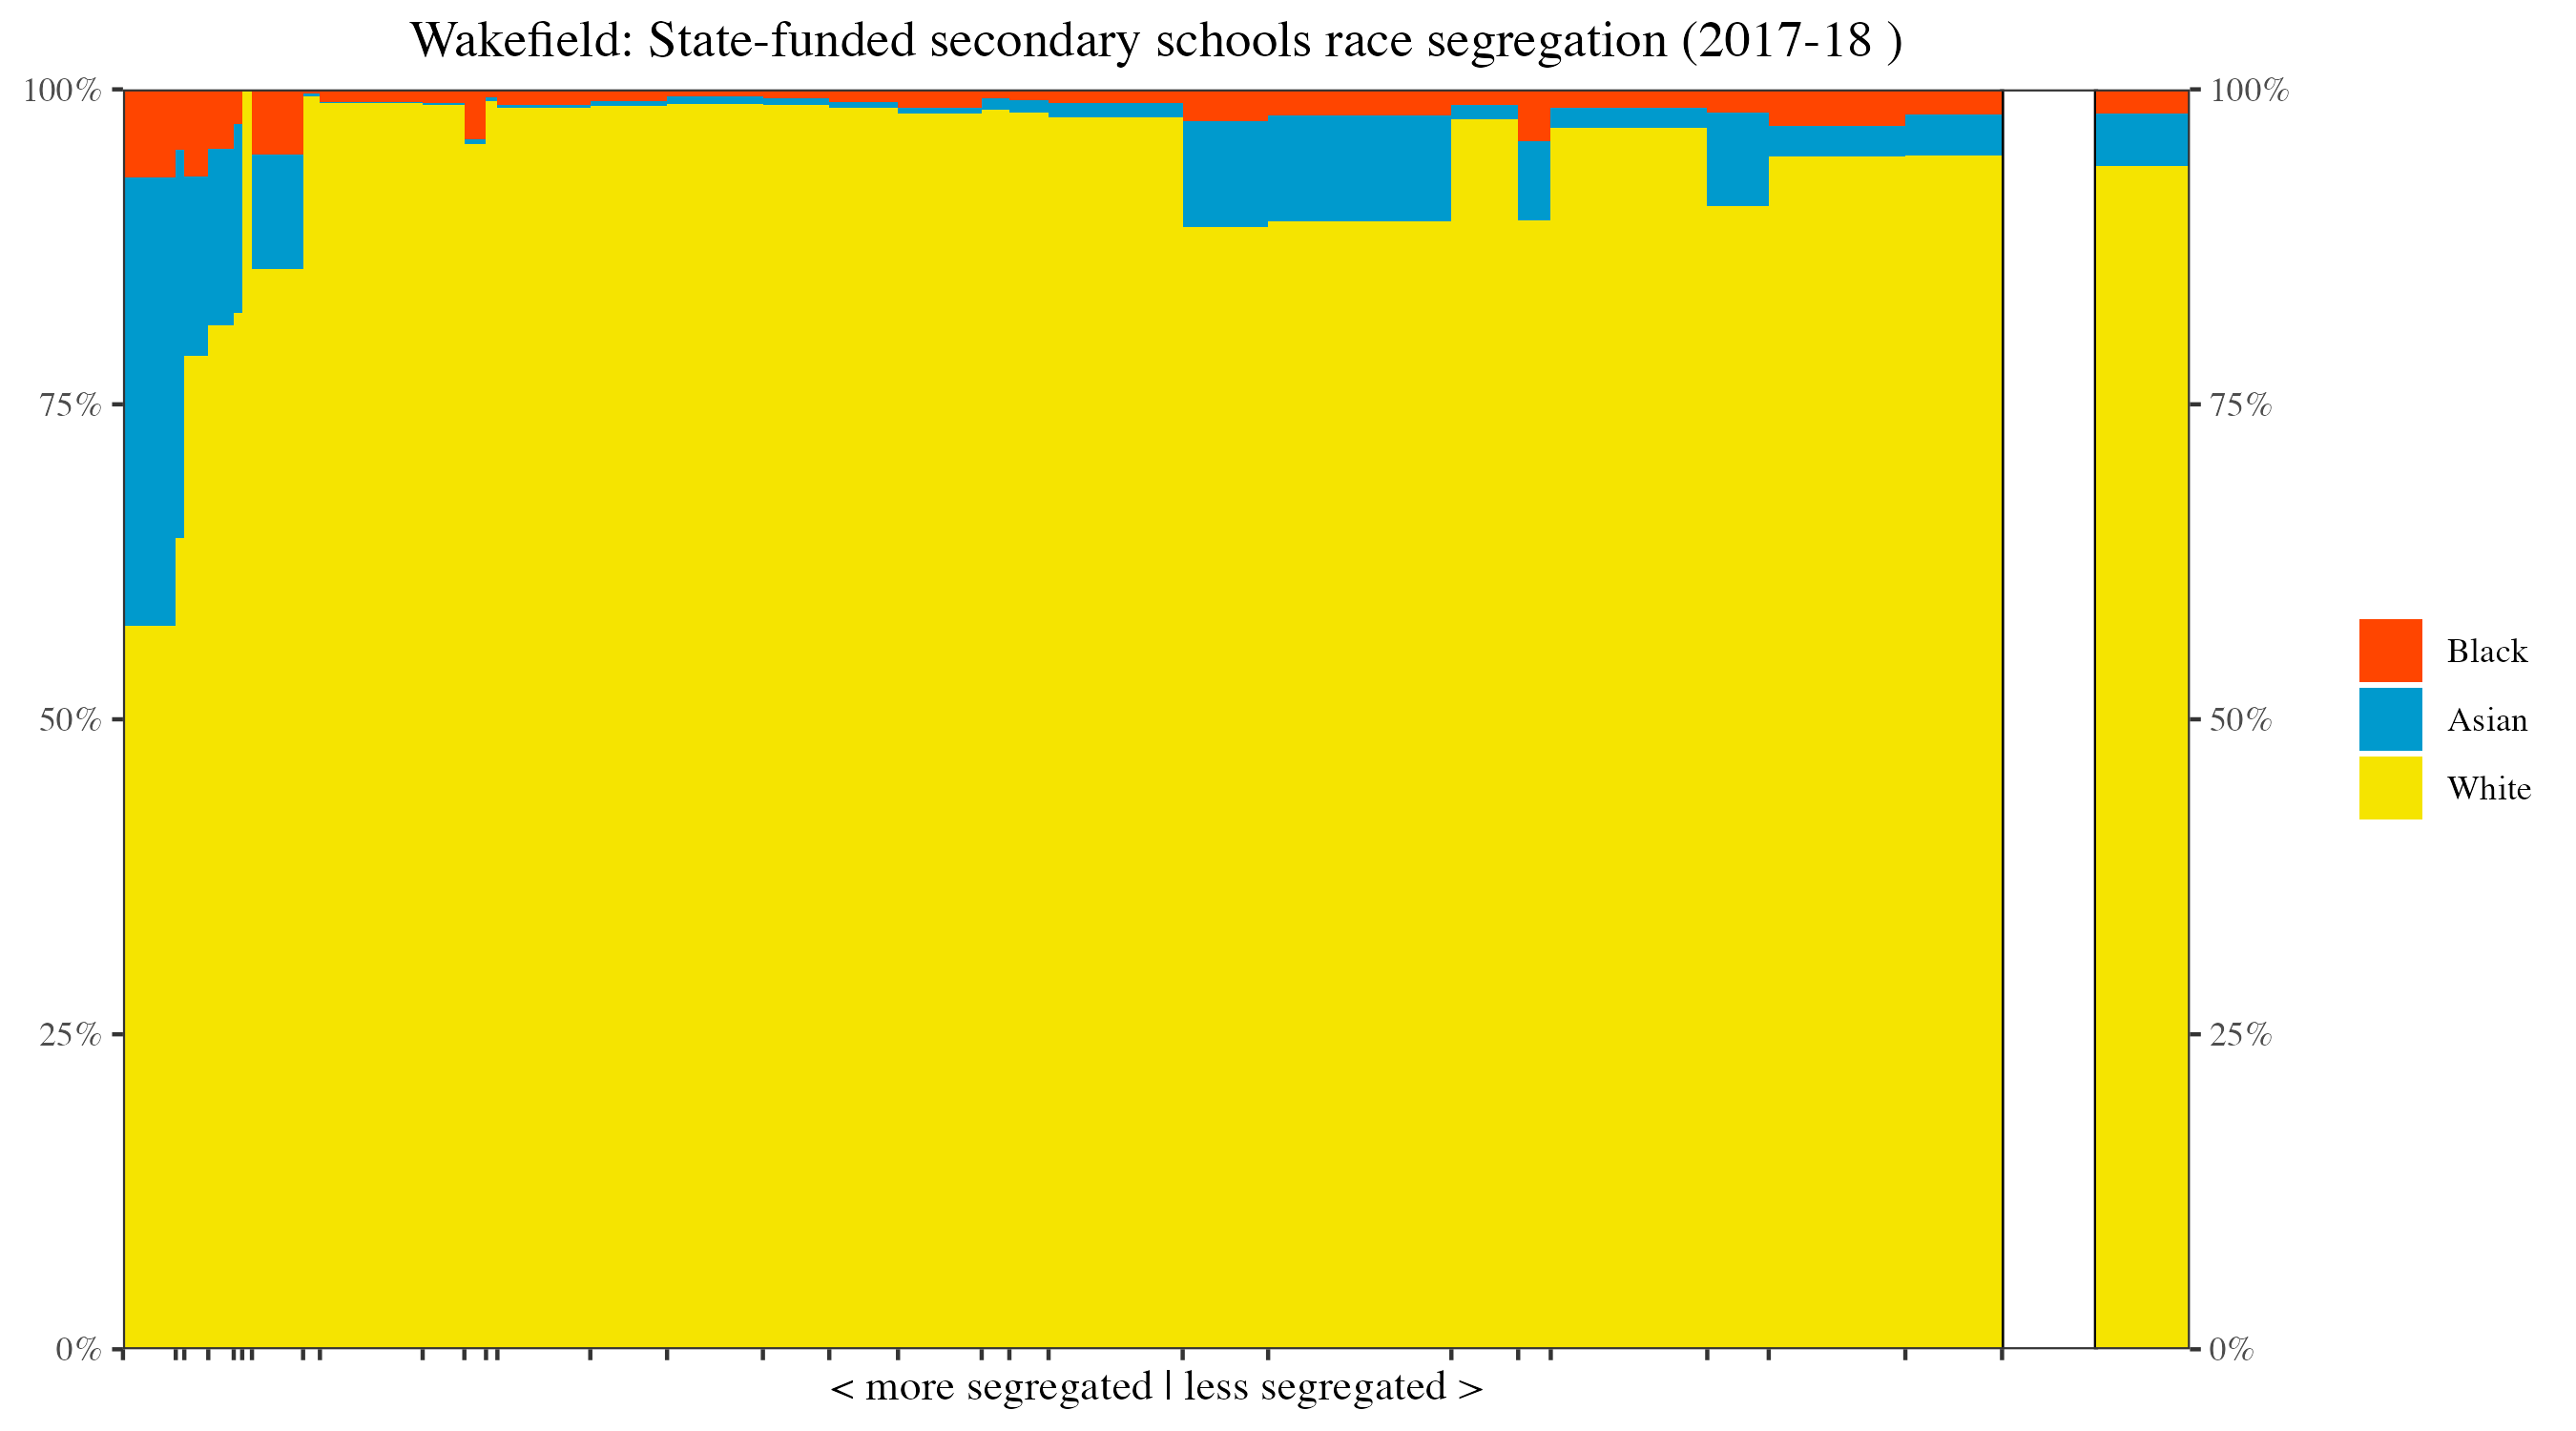 Wakefield: State-funded secondary schools race segregation (2017-18 )
100%
75%
50%
25%
0%
100%
75%
50%
25%
0%
Black
Asian
White
< more segregated | less segregated >